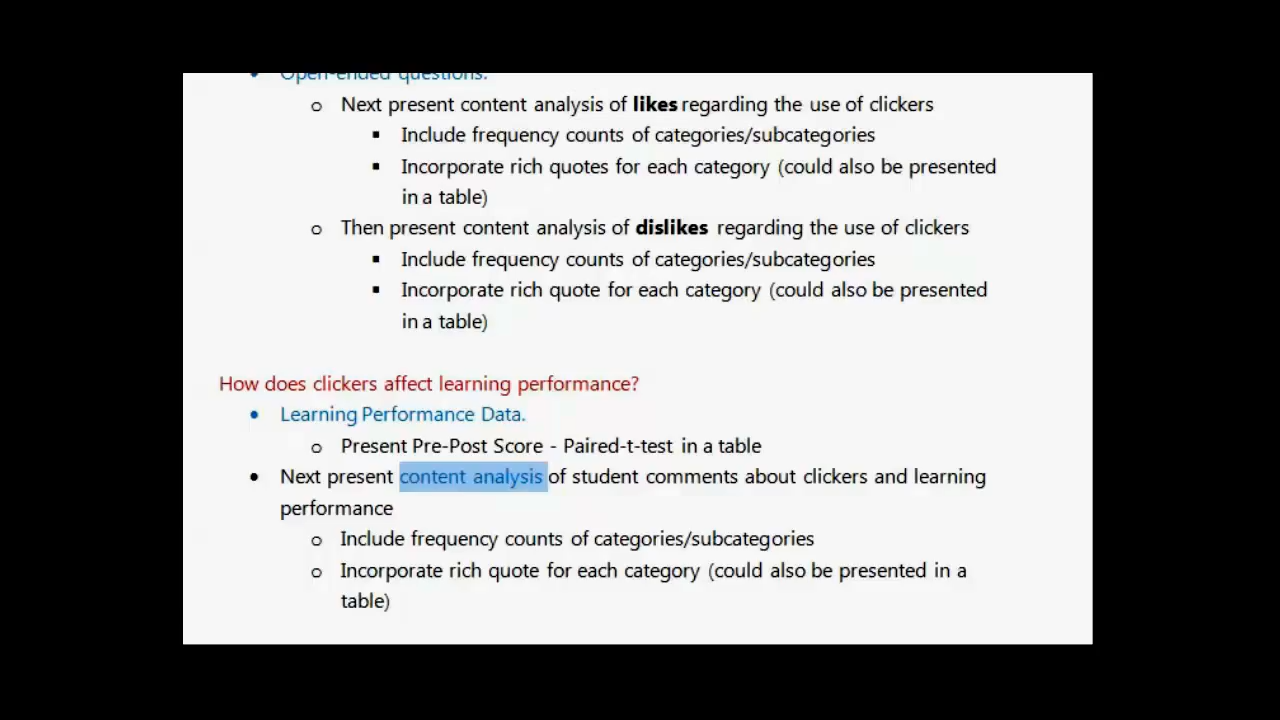 Open-ended questions.
o Next present content analysis of likes regarding the use of clickers
▪ Include frequency counts of categories/subcategories
▪ Incorporate rich quotes for each category (could also be presented
in a table)
o Then present content analysis of dislikes regarding the use of clickers
▪ Include frequency counts of categories/subcategories
▪ Incorporate rich quote for each category (could also be presented
in a table)
How does clickers affect learning performance?
• Learning Performance Data.
o Present Pre-Post Score - Paired-t-test in a table
• Next present content analysis of student comments about clickers and learning
performance
o Include frequency counts of categories/subcategories
o Incorporate rich quote for each category (could also be presented in a
table)